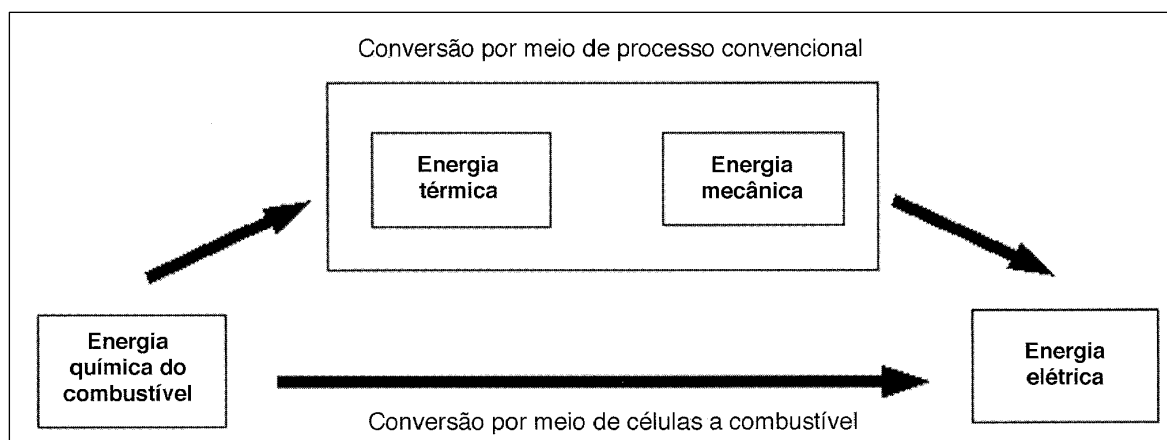 Conversão por meio de processo convencional
Energia
térmica
Energia
mecânica
Energia
química do
combustível
Energia
elétrica
Conversão por meio de células a combustível